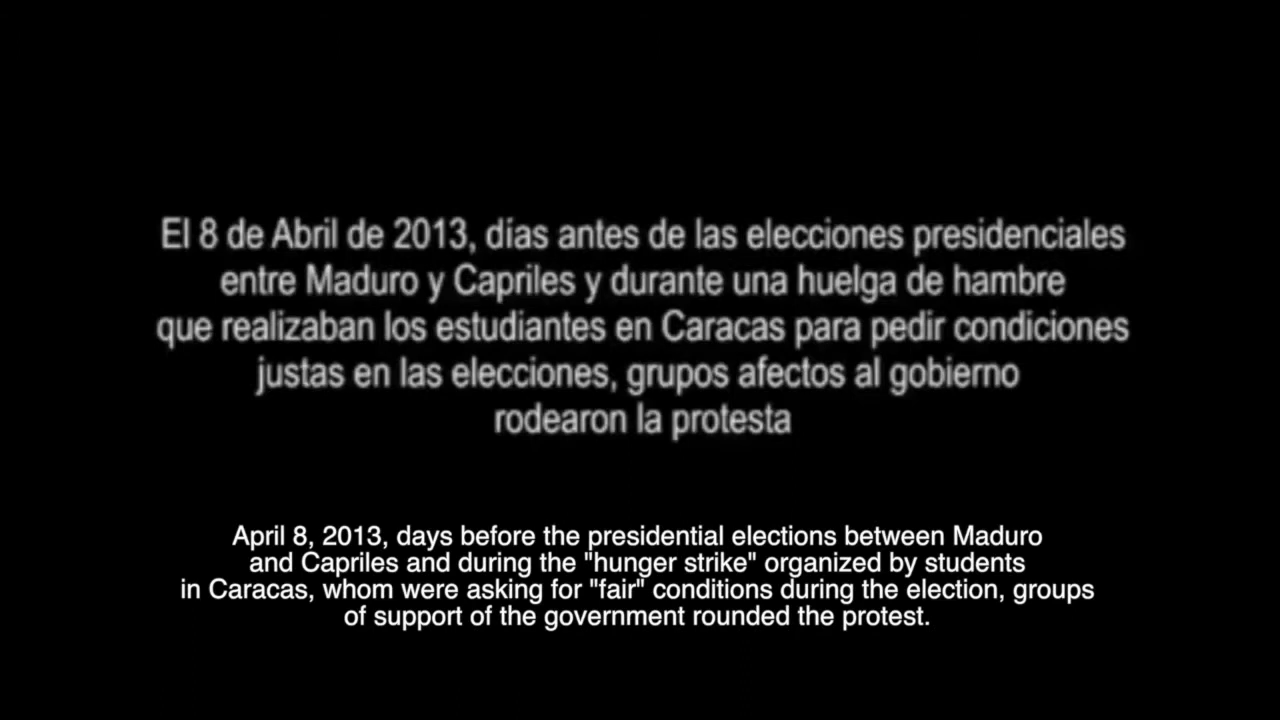 El 8 de Abril de 2013, días antes de las elecciones presidenciales
entre Maduro y Capriles y durante una huelga de hambre
que realizaban los estudiantes en Caracas para pedir condiciones
justas en las elecciones, grupos afectos al gobierno
rodearon la protesta
April 8, 2013, days before the presidential elections between Maduro
and Capriles and during the "hunger strike" organized by students
in Caracas, whom were asking for "fair" conditions during the election, groups
of support of the government rounded the protest.